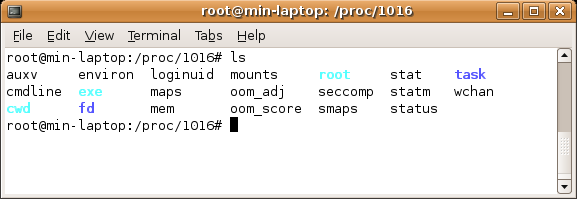 root@min-laptop: /proc/1016
File Edit View Terminal Tabs Help
root@min-laptop:/proc/1016# ls
auxv environ loginuid mounts root stat task
cmdline exe maps oom_adj seccomp statm wchan
cwd fd mem oom_score smaps status
root@min-laptop:/proc/1016#